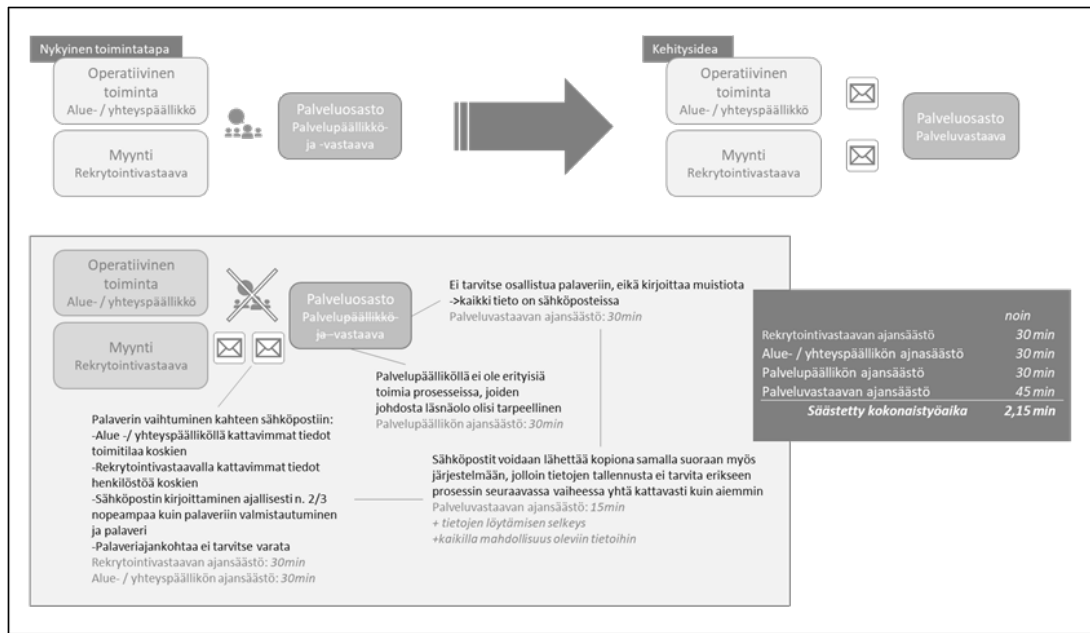 Nykyinen toimintatapa
Operatiivinen
toiminta
Alue- / yhteyspäällikkö
Myynti
Rekrytointivastaava
Palveluosasto
Palvelupäällikkö-
ja -vastaava
Kehitysidea
Operatiivinen
toiminta
Alue- / yhteyspäällikkö
Myynti
Rekrytointivastaava
Palveluosasto
Palveluvastaava
Operatiivinen
toiminta
Alue- / yhteyspäällikkö
Myynti
Rekrytointivastaava
Palveluosasto
Palvelupäällikkö-
ja -vastaava
Ei tarvitse osallistua palaveriin, eikä kirjoittaa muistiota
->kaikki tieto on sähköposteissa
Palveluvastaavan ajansäästö: 30min
Palvelupäälliköllä ei ole erityisiä
toimia prosesseissa, joiden
johdosta läsnäolo olisi tarpeellinen
Palvelupäällikön ajansäästö: 30min
Palaverin vaihtuminen kahteen sähköpostiin:
-Alue -/ yhteyspäälliköllä kattavimmat tiedot
toimitilaa koskien
-Rekrytointivastaavalla kattavimmat tiedot
henkilöstöä koskien
-Sähköpostin kirjoittaminen ajallisesti n. 2/3
nopeampaa kuin palaveriin valmistautuminen
ja palaveri
-Palaveriajankohtaa ei tarvitse varata
Rekrytointivastaavan ajansäästö: 30min
Alue- / yhteyspäällikön ajansäästö: 30min
Sähköpostit voidaan lähettää kopiona samalla suoraan myös
järjestelmään, jolloin tietojen tallennusta ei tarvita erikseen
prosessin seuraavassa vaiheessa yhtä kattavasti kuin aiemmin
Palveluvastaavan ajansäästö: 15min
+ tietojen löytämisen selkeys
+kaikilla mahdollisuus oleviin tietoihin
noin
Rekrytointivastaavan ajansäästö 30 min
Alue- / yhteyspäällikön ajnasäästö 30 min
Palvelupäällikön ajansäästö 30 min
Palveluvastaavan ajansäästö 45 min
Säästetty kokonaistyöaika 2,15 min